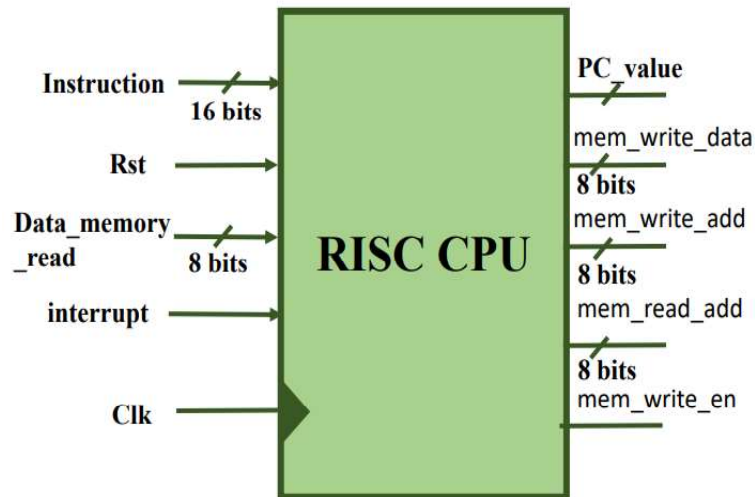 Instruction
16 bits
Rst
Data_memory
_read
8 bits
interrupt
Clk
RISC CPU
PC_value
mem_write_data
8 bits
mem_write_add
8 bits
mem_read_add
8 bits
mem_write_en